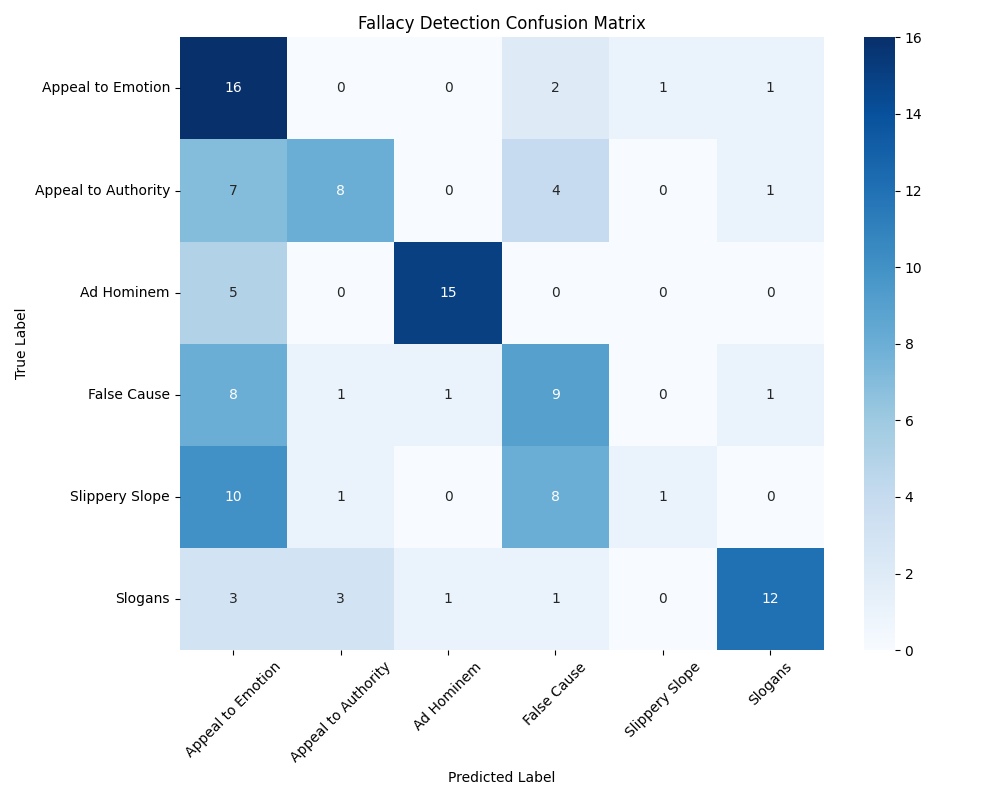 Fallacy Detection Confusion Matrix
Appeal to Emotion 16 0 0 2 1 1
Appeal to Authority 7 8 0 4 0 1
Ad Hominem 5 0 15 0 0 0
False Cause 8 1 1 9 0 1
Slippery Slope 10 1 0 8 1 0
Slogans 3 3 1 1 0 12
True Label
Appeal to Emotion Appeal to Authority Ad Hominem False Cause Slippery Slope Slogans
Predicted Label
16
14
12
10
8
6
4
2
0